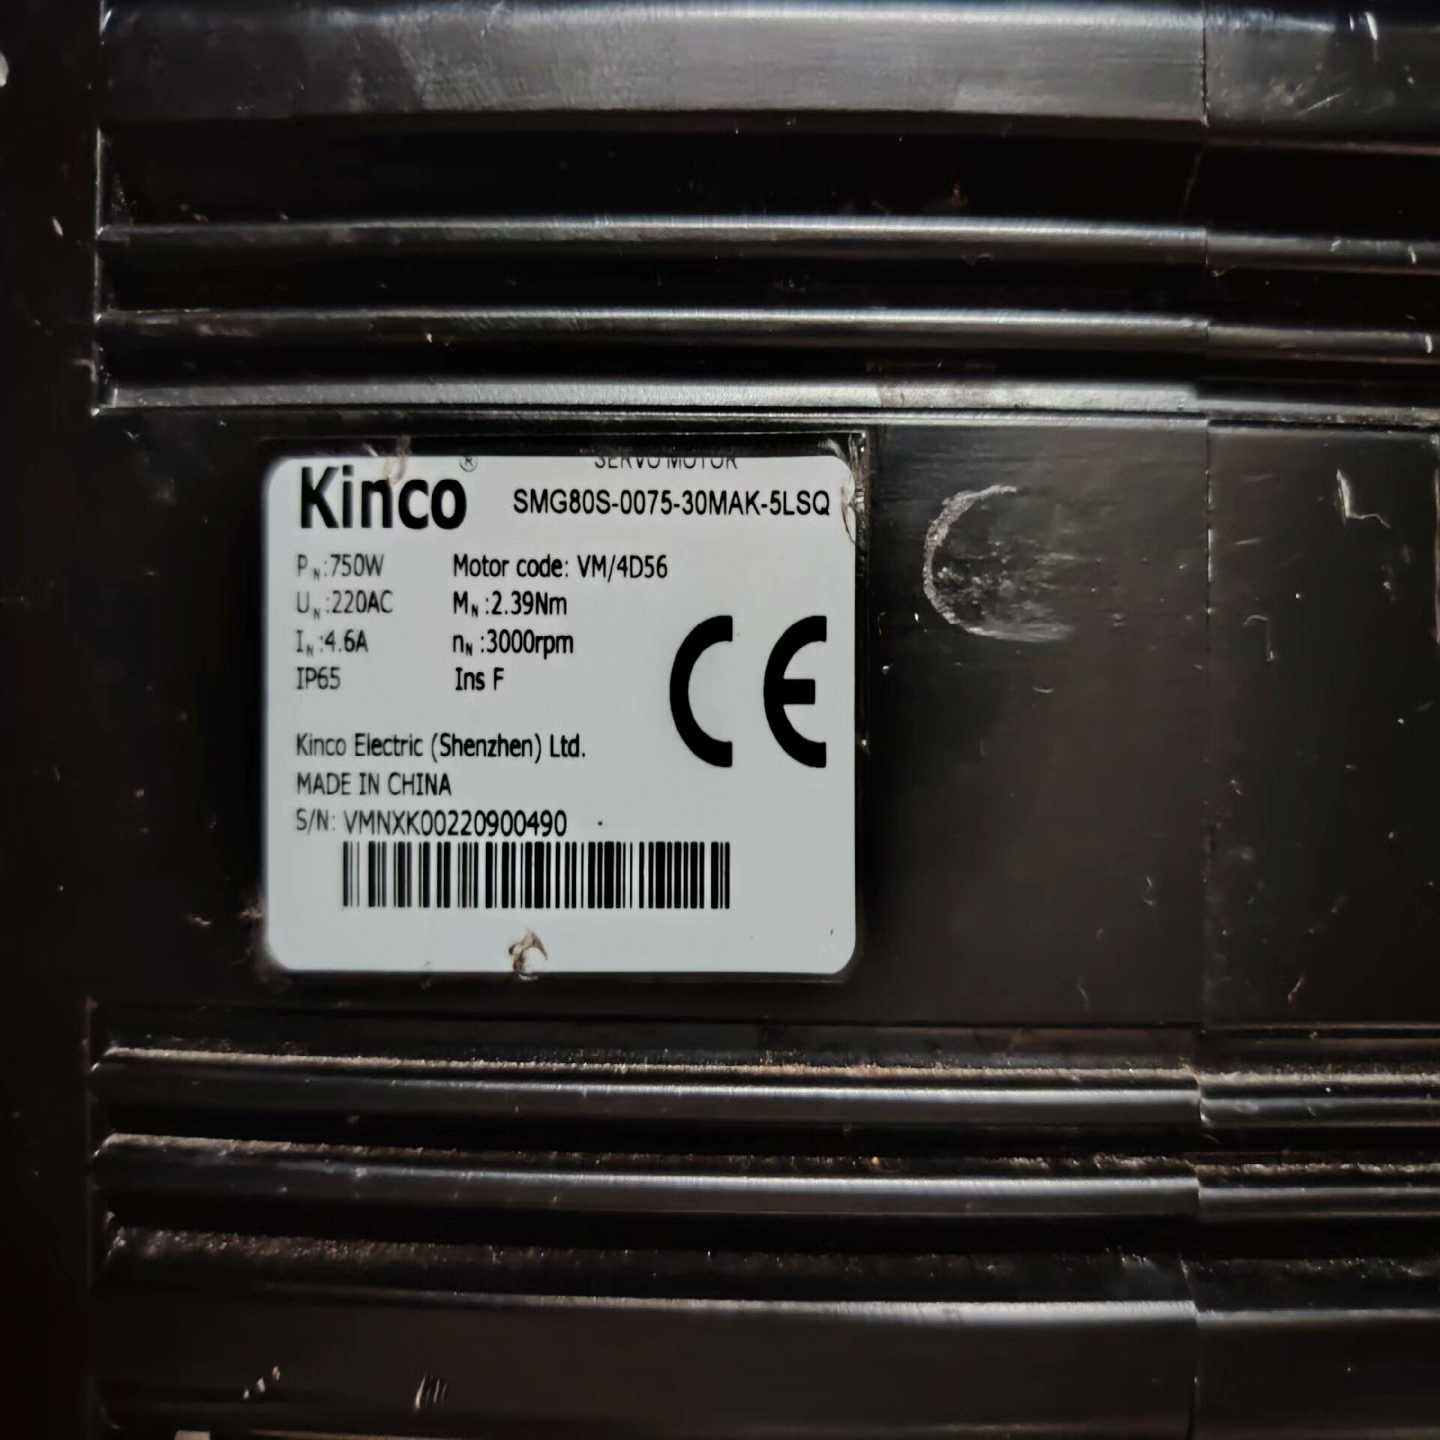 SERVO MOTOR
Kinco® SMG80S-0075-30MAK-5LSQ
PN:750W Motor code: VM/4D56
UN:220AC MN:2.39Nm
IN:4.6A nN:3000rpm
IP65 Ins F
CE
Kinco Electric (Shenzhen) Ltd.
MADE IN CHINA
S/N: VMNXK00220900490